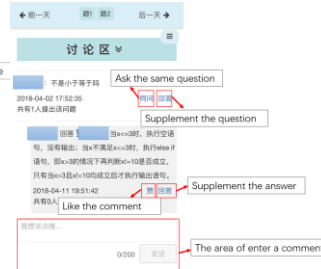 前一天 题1 题2 后一天
讨论区
：不是小于等于吗
Ask the same question
2018-04-02 17:52:35
同问 回答
共有1人提出该问题
Supplement the question
回答 ：当x<=3时，执行空语
句，没有输出；当x不满足x<=3时，执行else if
语句，即x>3的情况下再判断x!=10是否成立，
只有当x>3且x!=10均成立后才执行输出语句。
2018-04-11 19:51:42
赞 回答
Supplement the answer
共有0人
Like the comment
我想说点啥...
The area of enter a comment
0/200 发送